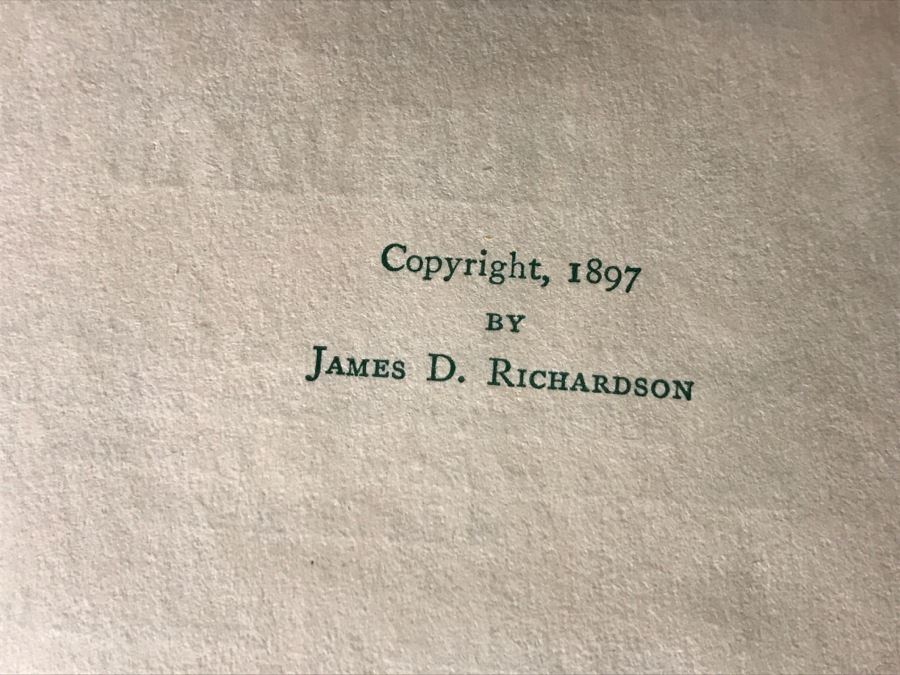 Copyright, 1897
BY
JAMES D. RICHARDSON